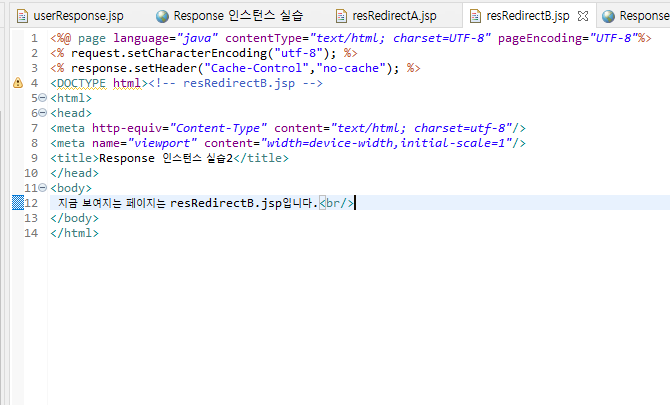 userResponse.jsp Response 인스턴스 실습 resRedirectA.jsp resRedirectB.jsp Response
1 <%@ page language="java" contentType="text/html; charset=UTF-8" pageEncoding="UTF-8"%>
2 <% request.setCharacterEncoding("utf-8"); %>
3 <% response.setHeader("Cache-Control","no-cache"); %>
4 <DOCTYPE html><!-- resRedirectB.jsp -->
5 <html>
6 <head>
7 <meta http-equiv="Content-Type" content="text/html; charset=utf-8"/>
8 <meta name="viewport" content="width=device-width,initial-scale=1"/>
9 <title>Response 인스턴스 실습2</title>
10 </head>
11 <body>
12 지금 보여지는 페이지는 resRedirectB.jsp입니다.<br/>
13 </body>
14 </html>